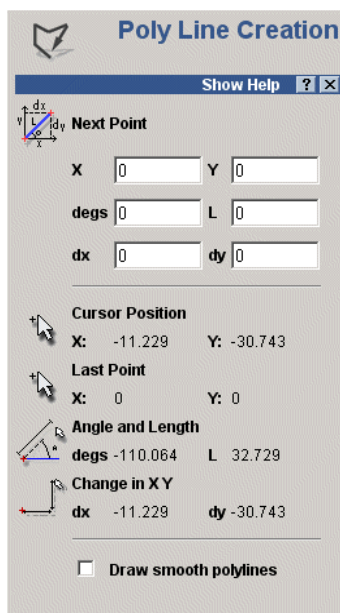 Poly Line Creation
Show Help ? X
Next Point
X 0 Y 0
degs 0 L 0
dx 0 dy 0
Cursor Position
X: -11.229 Y: -30.743
Last Point
X: 0 Y: 0
Angle and Length
degs -110.064 L 32.729
Change in X Y
dx -11.229 dy -30.743
Draw smooth polylines